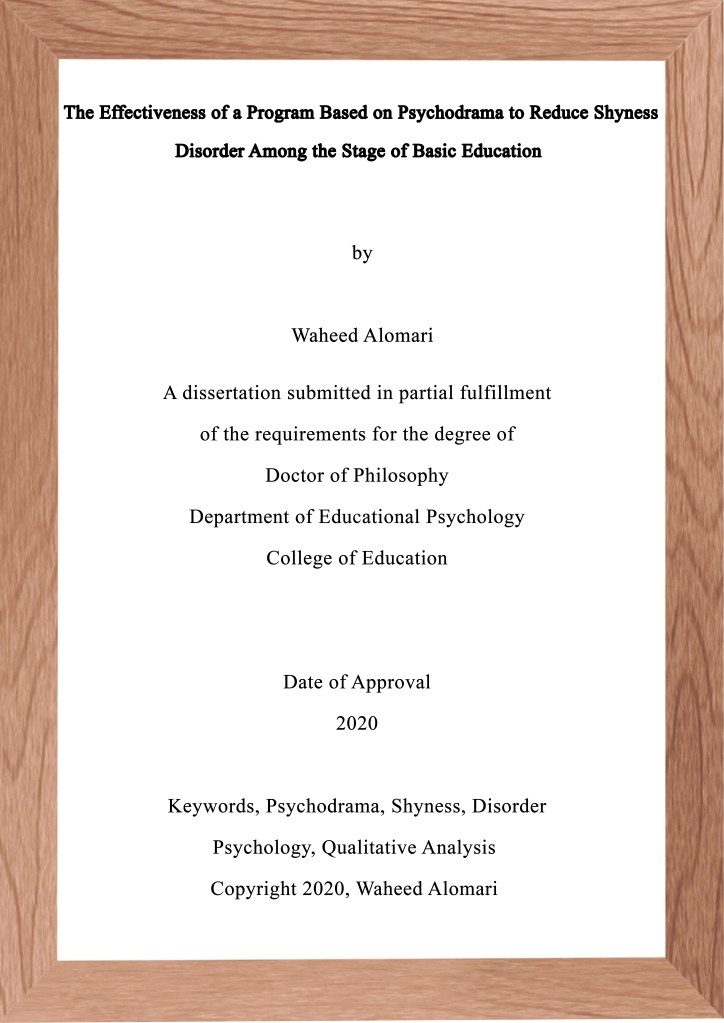 The Effectiveness of a Program Based on Psychodrama to Reduce Shyness
Disorder Among the Stage of Basic Education
by
Waheed Alomari
A dissertation submitted in partial fulfillment
of the requirements for the degree of
Doctor of Philosophy
Department of Educational Psychology
College of Education
Date of Approval
2020
Keywords, Psychodrama, Shyness, Disorder
Psychology, Qualitative Analysis
Copyright 2020, Waheed Alomari